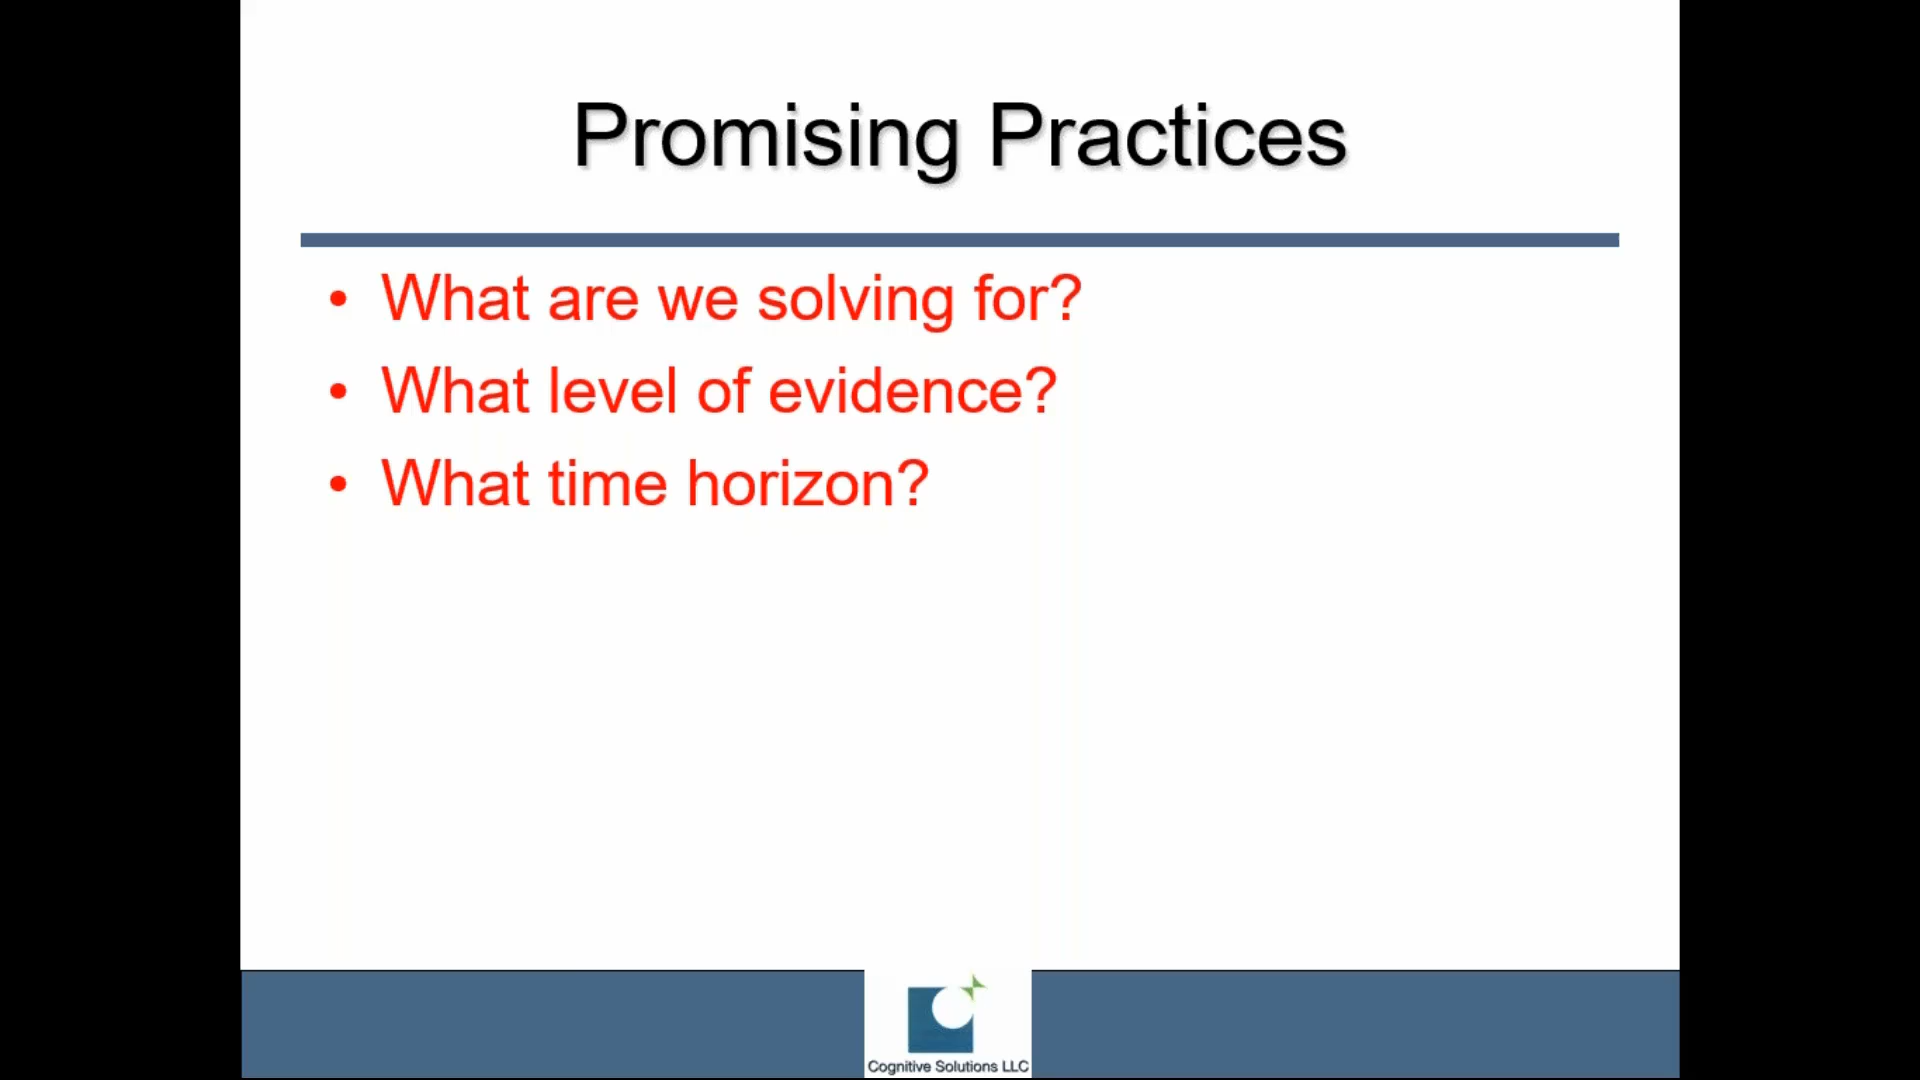 Promising Practices
• What are we solving for?
• What level of evidence?
• What time horizon?
Cognitive Solutions LLC